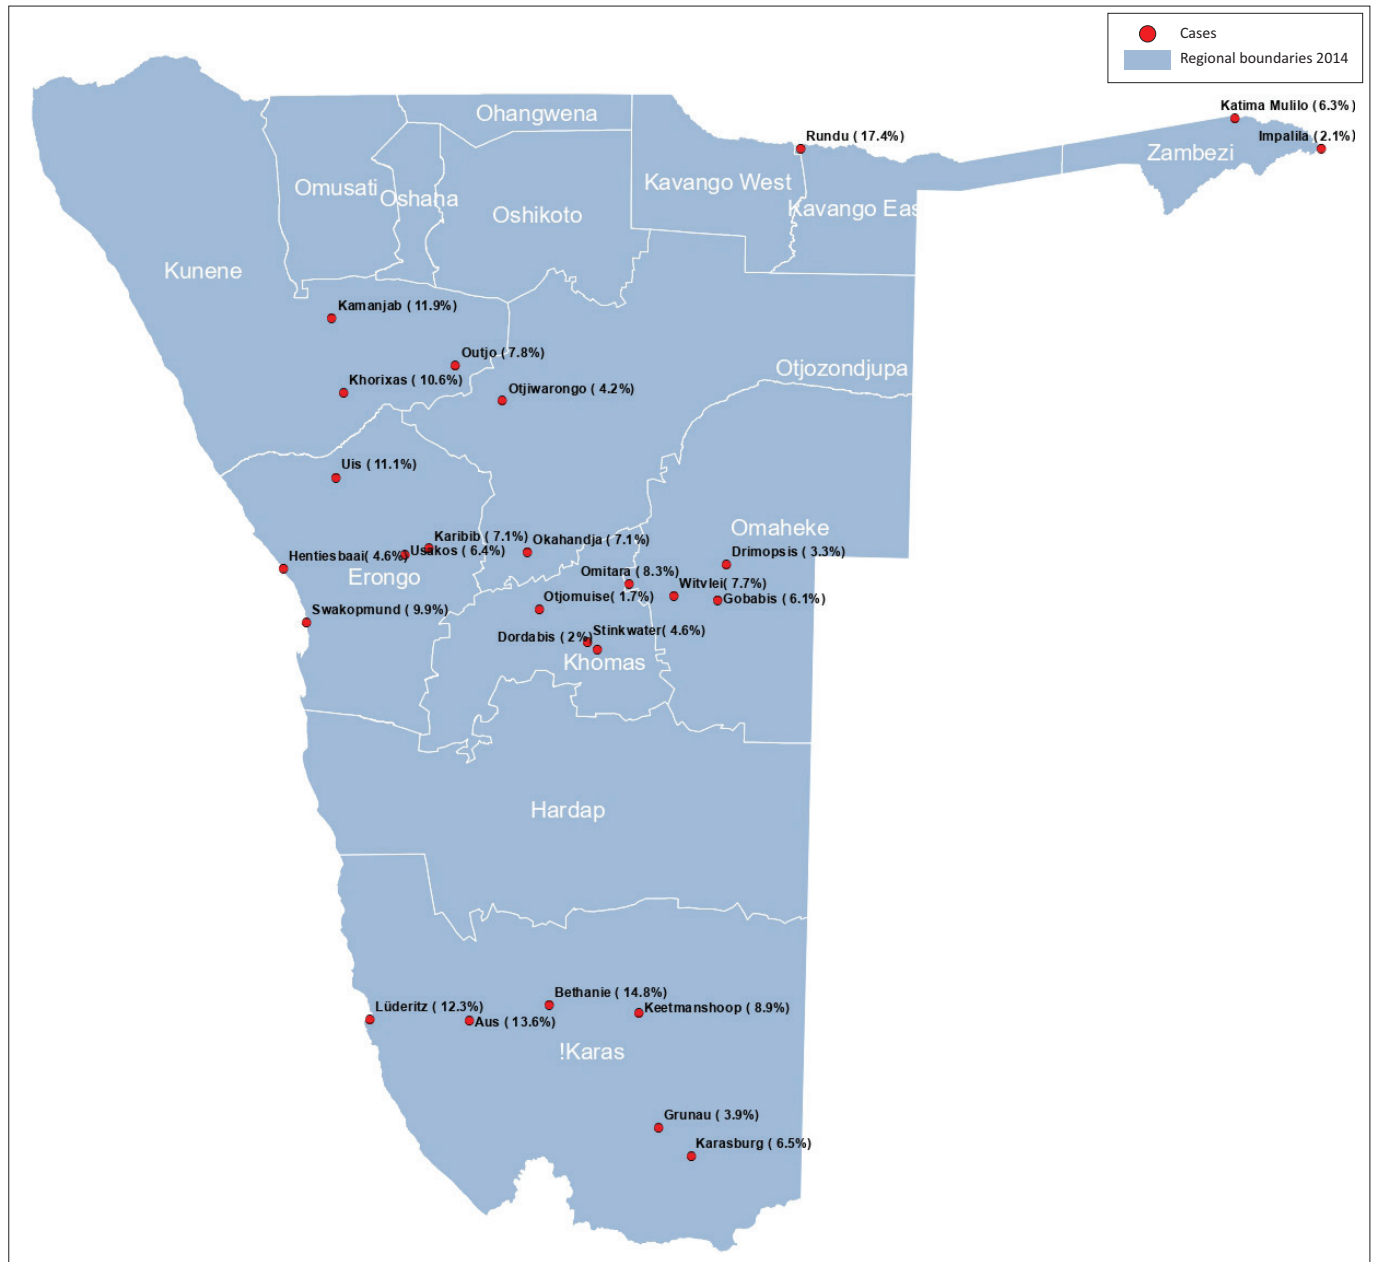 Cases
Regional boundaries 2014
Katima Mulilo ( 6.3%)
Ohangwena
Rundu ( 17.4%)
Impalila ( 2.1%)
Zambezi
Kavango West
Omusati
Oshana
Kavango Eas
Oshikoto
Kunene
Kamanjab ( 11.9%)
Outjo ( 7.8%)
Otjozondjupa
Khorixas ( 10.6%)
Otjiwarongo ( 4.2%)
Uis ( 11.1%)
Omaheke
Karibib ( 7.1%)
Okahandja ( 7.1%)
Usakos ( 6.4%)
Drimopsis ( 3.3%)
Hentiesbaai( 4.6%)
Omitara ( 8.3%)
Erongo
Witvlei( 7.7%)
Otjomuise( 1.7%)
Gobabis ( 6.1%)
Swakopmund ( 9.9%)
Stinkwater( 4.6%)
Dordabis ( 2%)
Khomas
Hardap
Bethanie ( 14.8%)
Lüderitz ( 12.3%)
Keetmanshoop ( 8.9%)
Aus ( 13.6%)
!Karas
Grunau ( 3.9%)
Karasburg ( 6.5%)